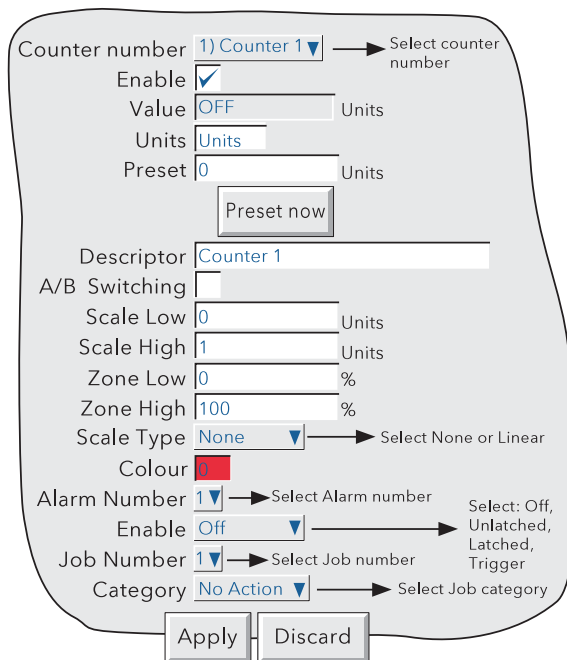 Counter number 1) Counter 1 Select counter number
Enable
Value OFF Units
Units Units
Preset 0 Units
Preset now
Descriptor Counter 1
A/B Switching
Scale Low 0 Units
Scale High 1 Units
Zone Low 0 %
Zone High 100 %
Scale Type None Select None or Linear
Colour 0
Alarm Number 1 Select Alarm number
Enable Off Select: Off, Unlatched, Latched, Trigger
Job Number 1 Select Job number
Category No Action Select Job category
Apply Discard